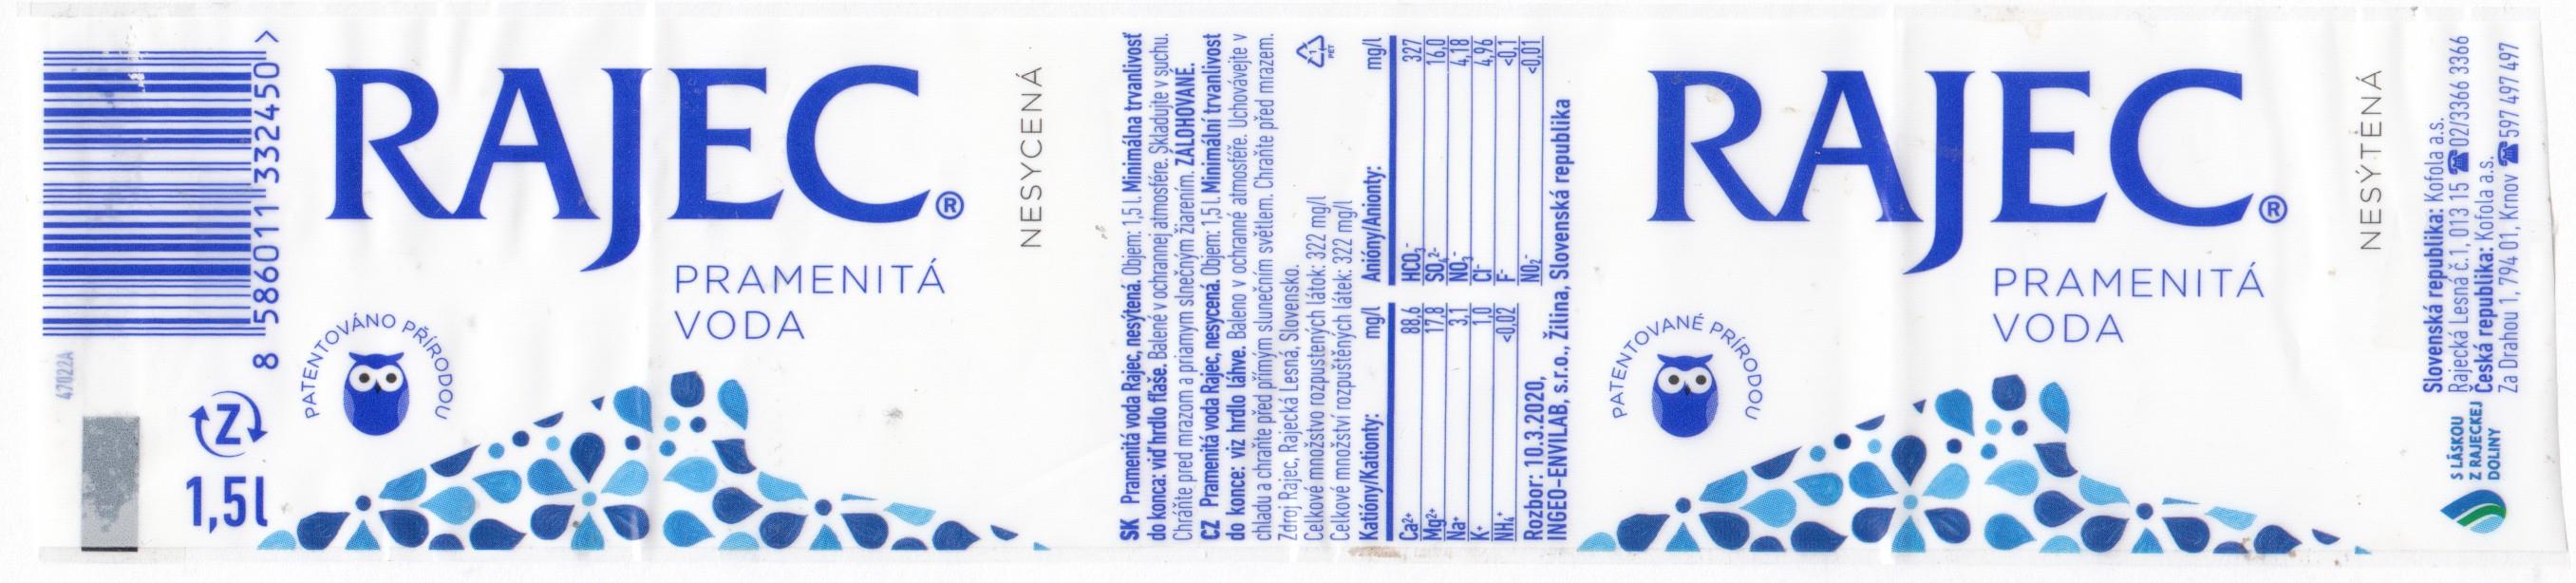 8 586011 332450 >
47022A
Z
1,5l
RAJEC®
PRAMENITÁ
VODA
PATENTOVÁNO PŘÍRODOU
NESYCENÁ
SK Pramenitá voda Rajec, nesýtená. Objem: 1,5 l. Minimálna trvanlivosť
do konca: viď hrdlo fľaše. Balené v ochrannej atmosfére. Skladujte v suchu.
Chráňte pred mrazom a priamym slnečným žiarením. ZÁLOHOVANÉ.
CZ Pramenitá voda Rajec, nesycená. Objem: 1,5 l. Minimální trvanlivost
do konce: viz hrdlo láhve. Baleno v ochranné atmosféře. Uchovávejte v
chladu a chraňte před přímým slunečním světlem. Chraňte před mrazem.
Zdroj Rajec, Rajecká Lesná, Slovensko.
Celkové množstvo rozpustených látok: 322 mg/l
Celkové množství rozpuštěných látek: 322 mg/l
1
PET
Katióny/Kationty: mg/l Anióny/Anionty: mg/l
Ca²⁺ 88,6 HCO₃⁻ 327
Mg²⁺ 17,8 SO₄²⁻ 16,0
Na⁺ 3,1 NO₃⁻ 4,18
K⁺ 1,0 Cl⁻ 4,96
NH₄⁺ <0,02 F⁻ <0,1
NO₂⁻ <0,01
Rozbor: 10.3.2020,
INGEO-ENVILAB, s.r.o., Žilina, Slovenská republika
RAJEC®
PRAMENITÁ
VODA
PATENTOVANÉ PRÍRODOU
NESÝTENÁ
S LÁSKOU
Z RAJECKEJ
DOLINY
Slovenská republika: Kofola a.s.
Rajecká Lesná č.1, 013 15 ☎ 02/3366 3366
Česká republika: Kofola a.s.
Za Drahou 1, 794 01, Krnov ☎ 597 497 497